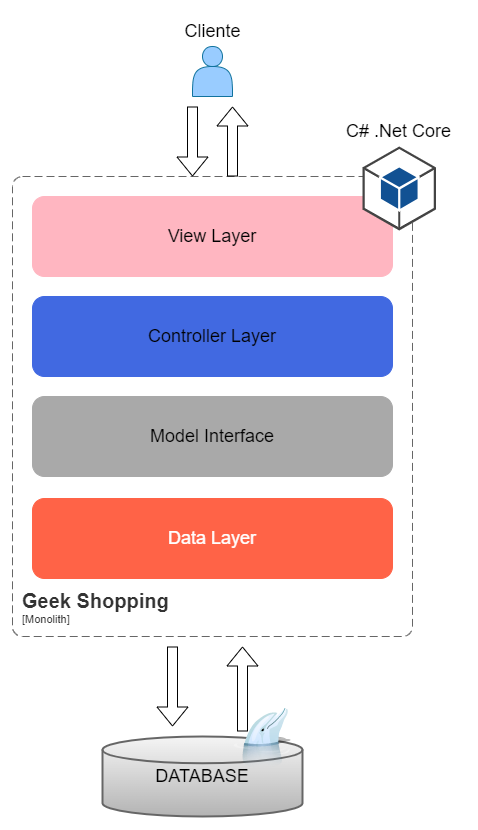 Cliente
C# .Net Core
View Layer
Controller Layer
Model Interface
Data Layer
Geek Shopping
[Monolith]
DATABASE